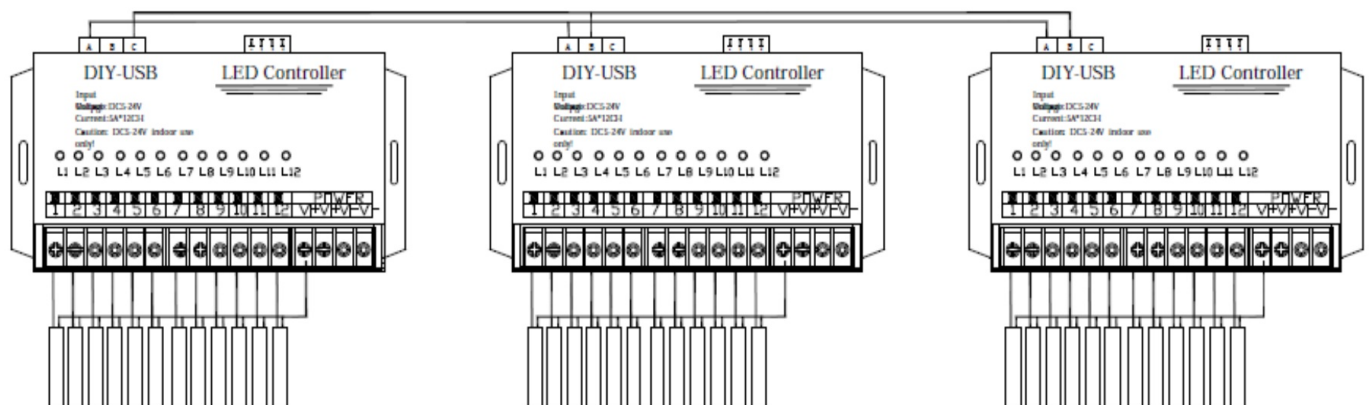 A B C
DIY-USB LED Controller
Input
:DC5-24V
Current:5A*12CH
Caution: DC5-24V indoor use
only!
L1 L2 L3 L4 L5 L6 L7 L8 L9 L10 L11 L12
POWER
1 2 3 4 5 6 7 8 9 10 11 12 V+V+V-V-
A B C
DIY-USB LED Controller
Input
:DC5-24V
Current:5A*12CH
Caution: DC5-24V indoor use
only!
L1 L2 L3 L4 L5 L6 L7 L8 L9 L10 L11 L12
POWER
1 2 3 4 5 6 7 8 9 10 11 12 V+V+V-V-
A B C
DIY-USB LED Controller
Input
:DC5-24V
Current:5A*12CH
Caution: DC5-24V indoor use
only!
L1 L2 L3 L4 L5 L6 L7 L8 L9 L10 L11 L12
POWER
1 2 3 4 5 6 7 8 9 10 11 12 V+V+V-V-